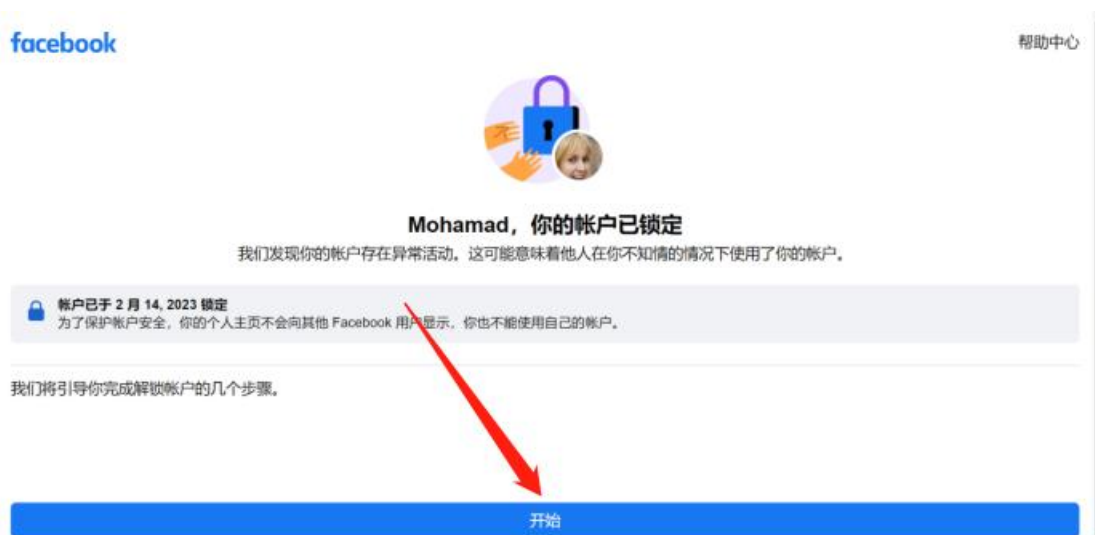 facebook
帮助中心
Mohamad，你的帐户已锁定
我们发现你的帐户存在异常活动。这可能意味着他人在你不知情的情况下使用了你的帐户。
帐户已于 2 月 14, 2023 锁定
为了保护帐户安全，你的个人主页不会向其他 Facebook 用户显示，你也不能使用自己的帐户。
我们将引导你完成解锁帐户的几个步骤。
开始